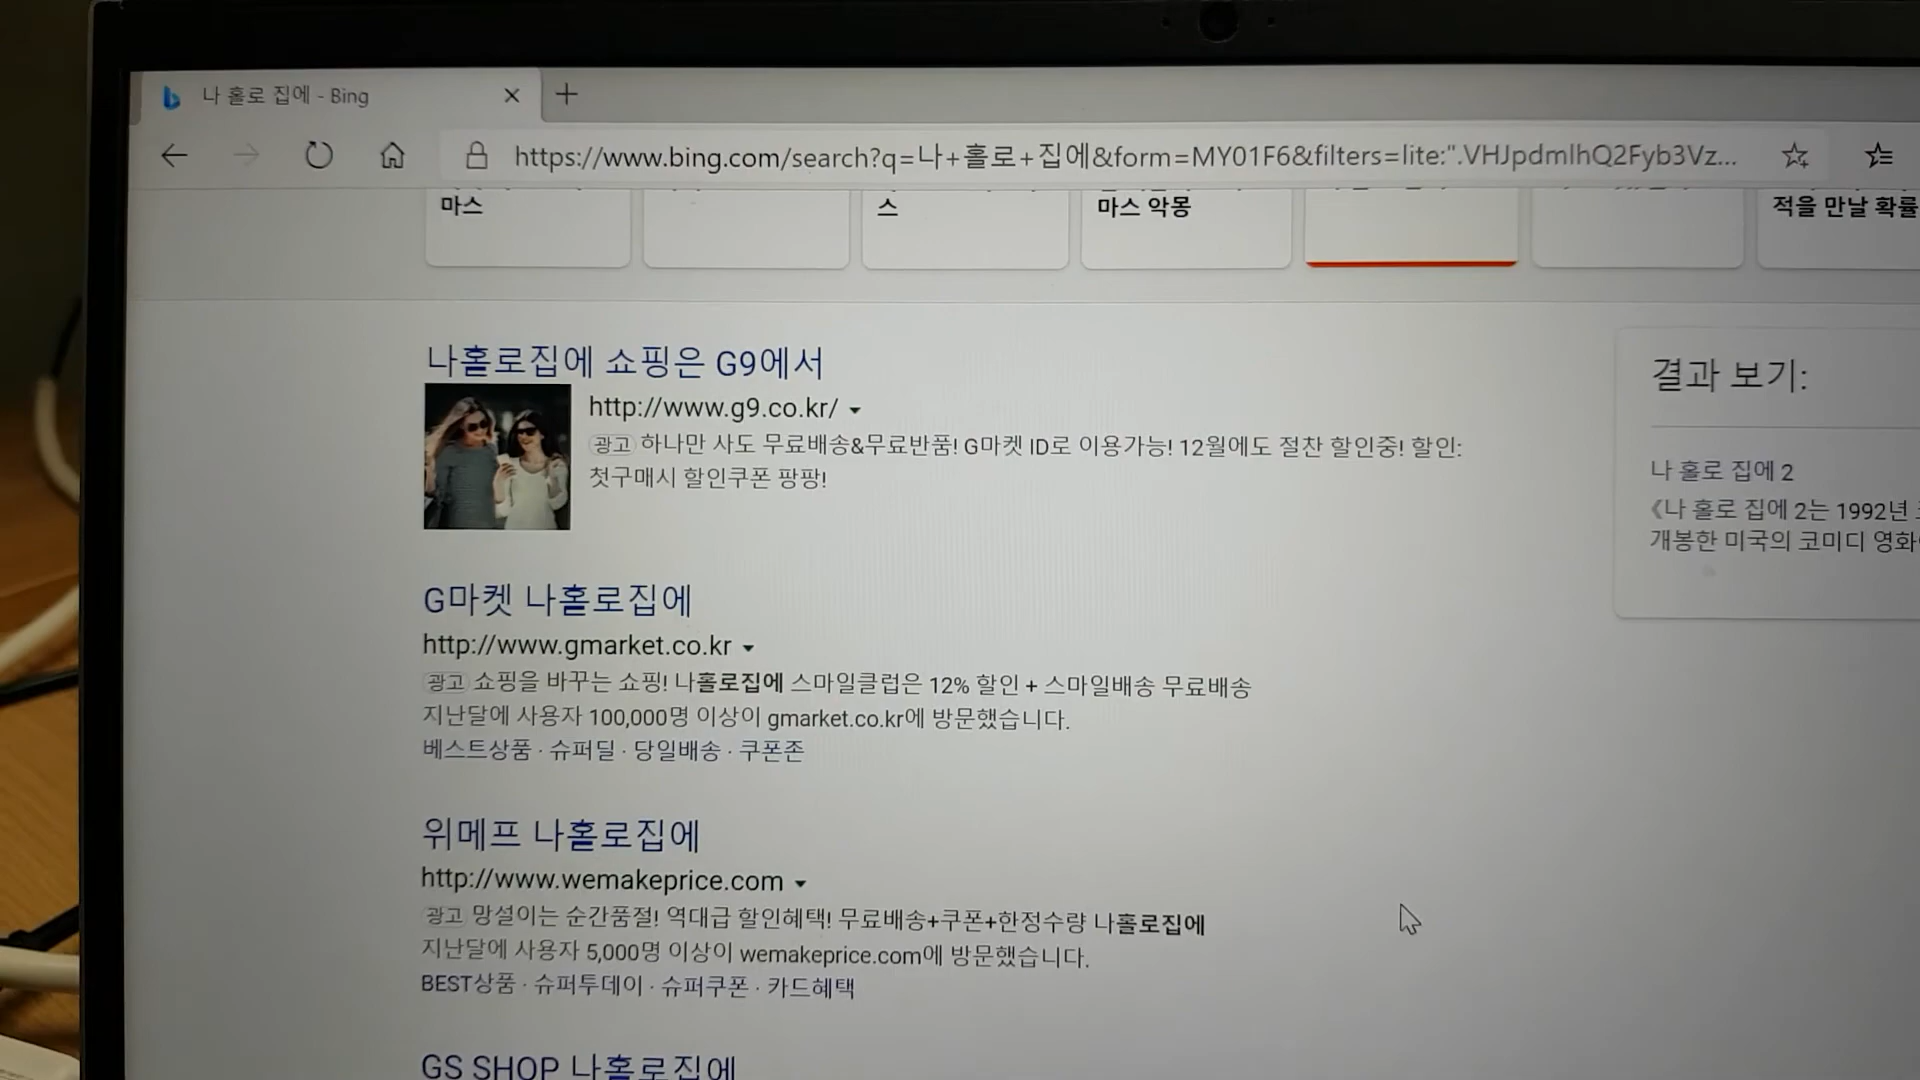 나 홀로 집에 - Bing
https://www.bing.com/search?q=나+홀로+집에&form=MY01F6&filters=lite:".VHJpdmlhQ2Fyb3Vz...
마스
스
마스 악몽
적을 만날 확률
나홀로집에 쇼핑은 G9에서
http://www.g9.co.kr/
광고 하나만 사도 무료배송&무료반품! G마켓 ID로 이용가능! 12월에도 절찬 할인중! 할인:
첫구매시 할인쿠폰 팡팡!
G마켓 나홀로집에
http://www.gmarket.co.kr
광고 쇼핑을 바꾸는 쇼핑! 나홀로집에 스마일클럽은 12% 할인 + 스마일배송 무료배송
지난달에 사용자 100,000명 이상이 gmarket.co.kr에 방문했습니다.
베스트상품 · 슈퍼딜 · 당일배송 · 쿠폰존
위메프 나홀로집에
http://www.wemakeprice.com
광고 망설이는 순간품절! 역대급 할인혜택! 무료배송+쿠폰+한정수량 나홀로집에
지난달에 사용자 5,000명 이상이 wemakeprice.com에 방문했습니다.
BEST상품 · 슈퍼투데이 · 슈퍼쿠폰 · 카드혜택
GS SHOP 나홀로집에
결과 보기:
나 홀로 집에 2
《나 홀로 집에 2는 1992년
개봉한 미국의 코미디 영화